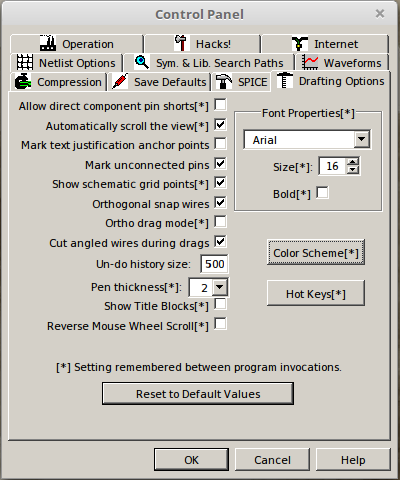 Control Panel
Operation
Hacks!
Internet
Netlist Options
Sym. & Lib. Search Paths
Waveforms
Compression
Save Defaults
SPICE
Drafting Options
Allow direct component pin shorts[*]
Automatically scroll the view[*]
Mark text justification anchor points
Mark unconnected pins
Show schematic grid points[*]
Orthogonal snap wires
Ortho drag mode[*]
Cut angled wires during drags
Un-do history size: 500
Pen thickness[*]: 2
Show Title Blocks[*]
Reverse Mouse Wheel Scroll[*]
Font Properties[*]
Arial
Size[*]: 16
Bold[*]
Color Scheme[*]
Hot Keys[*]
[*] Setting remembered between program invocations.
Reset to Default Values
OK
Cancel
Help